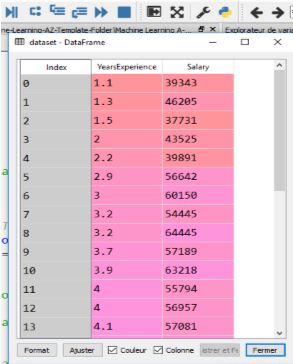 ne-Learning-AZ-Template-Folder\Machine Learning A-...
Explorateur de varia
dataset - DataFrame
Index YearsExperience Salary
0 1.1 39343
1 1.3 46205
2 1.5 37731
3 2 43525
4 2.2 39891
5 2.9 56642
6 3 60150
7 3.2 54445
8 3.2 64445
9 3.7 57189
10 3.9 63218
11 4 55794
12 4 56957
13 4.1 57081
Format Ajuster Couleur Colonne istrer et Fe Fermer